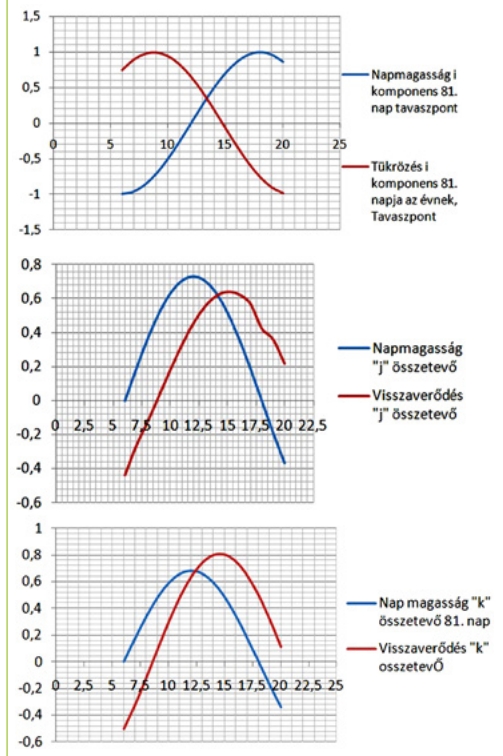 1,5
1
0,5
0
-0,5
-1
-1,5
0 5 10 15 20 25
Napmagasság i
komponens 81.
nap tavaszpont
Tükrözés i
komponens 81.
napja az évnek,
Tavaszpont
0,8
0,6
0,4
0,2
0
-0,2
-0,4
-0,6
0 2,5 5 7,5 10 12,5 15 17,5 20 22,5
Napmagasság
"j" összetevő
Visszaverődés
"j" összetevő
1
0,8
0,6
0,4
0,2
0
-0,2
-0,4
-0,6
0 2,5 5 7,5 10 12,5 15 17,5 20 22,5 25
Nap magasság "k"
összetevő 81. nap
Visszaverődés "k"
osszetevŐ